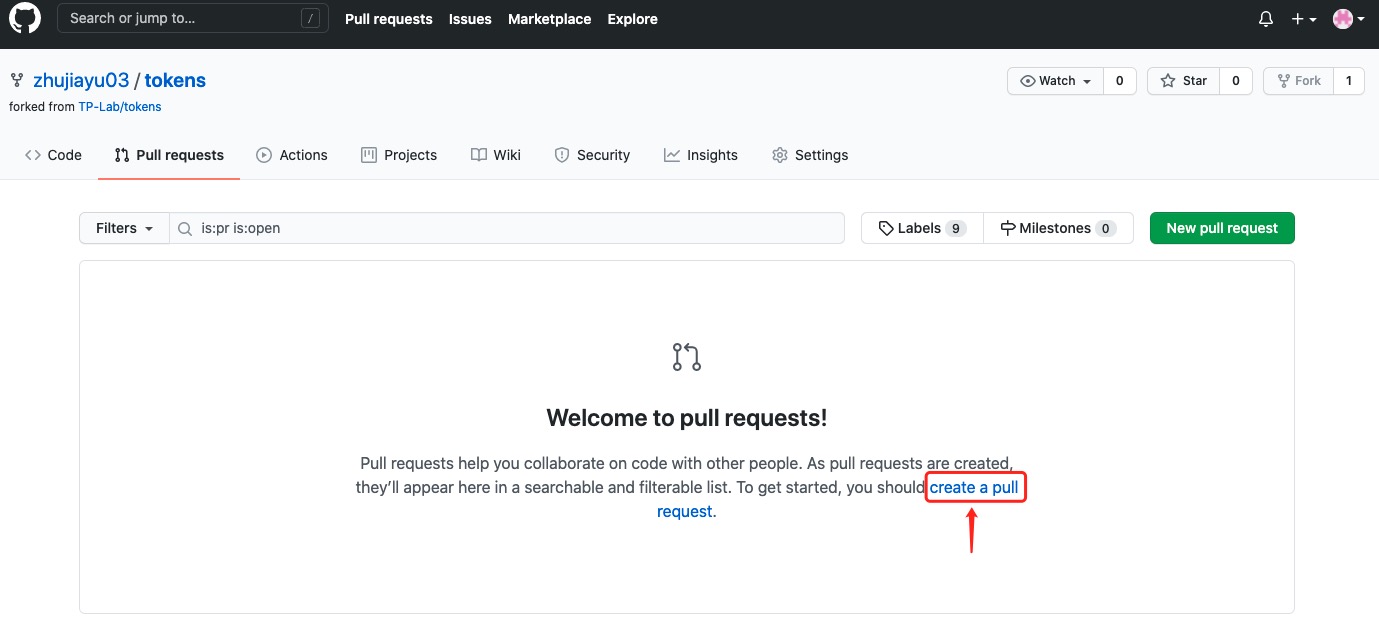 Search or jump to... / Pull requests Issues Marketplace Explore
zhujiayu03 / tokens Watch 0 Star 0 Fork 1
forked from TP-Lab/tokens
Code Pull requests Actions Projects Wiki Security Insights Settings
Filters is:pr is:open Labels 9 Milestones 0 New pull request
Welcome to pull requests!
Pull requests help you collaborate on code with other people. As pull requests are created,
they’ll appear here in a searchable and filterable list. To get started, you should create a pull
request.